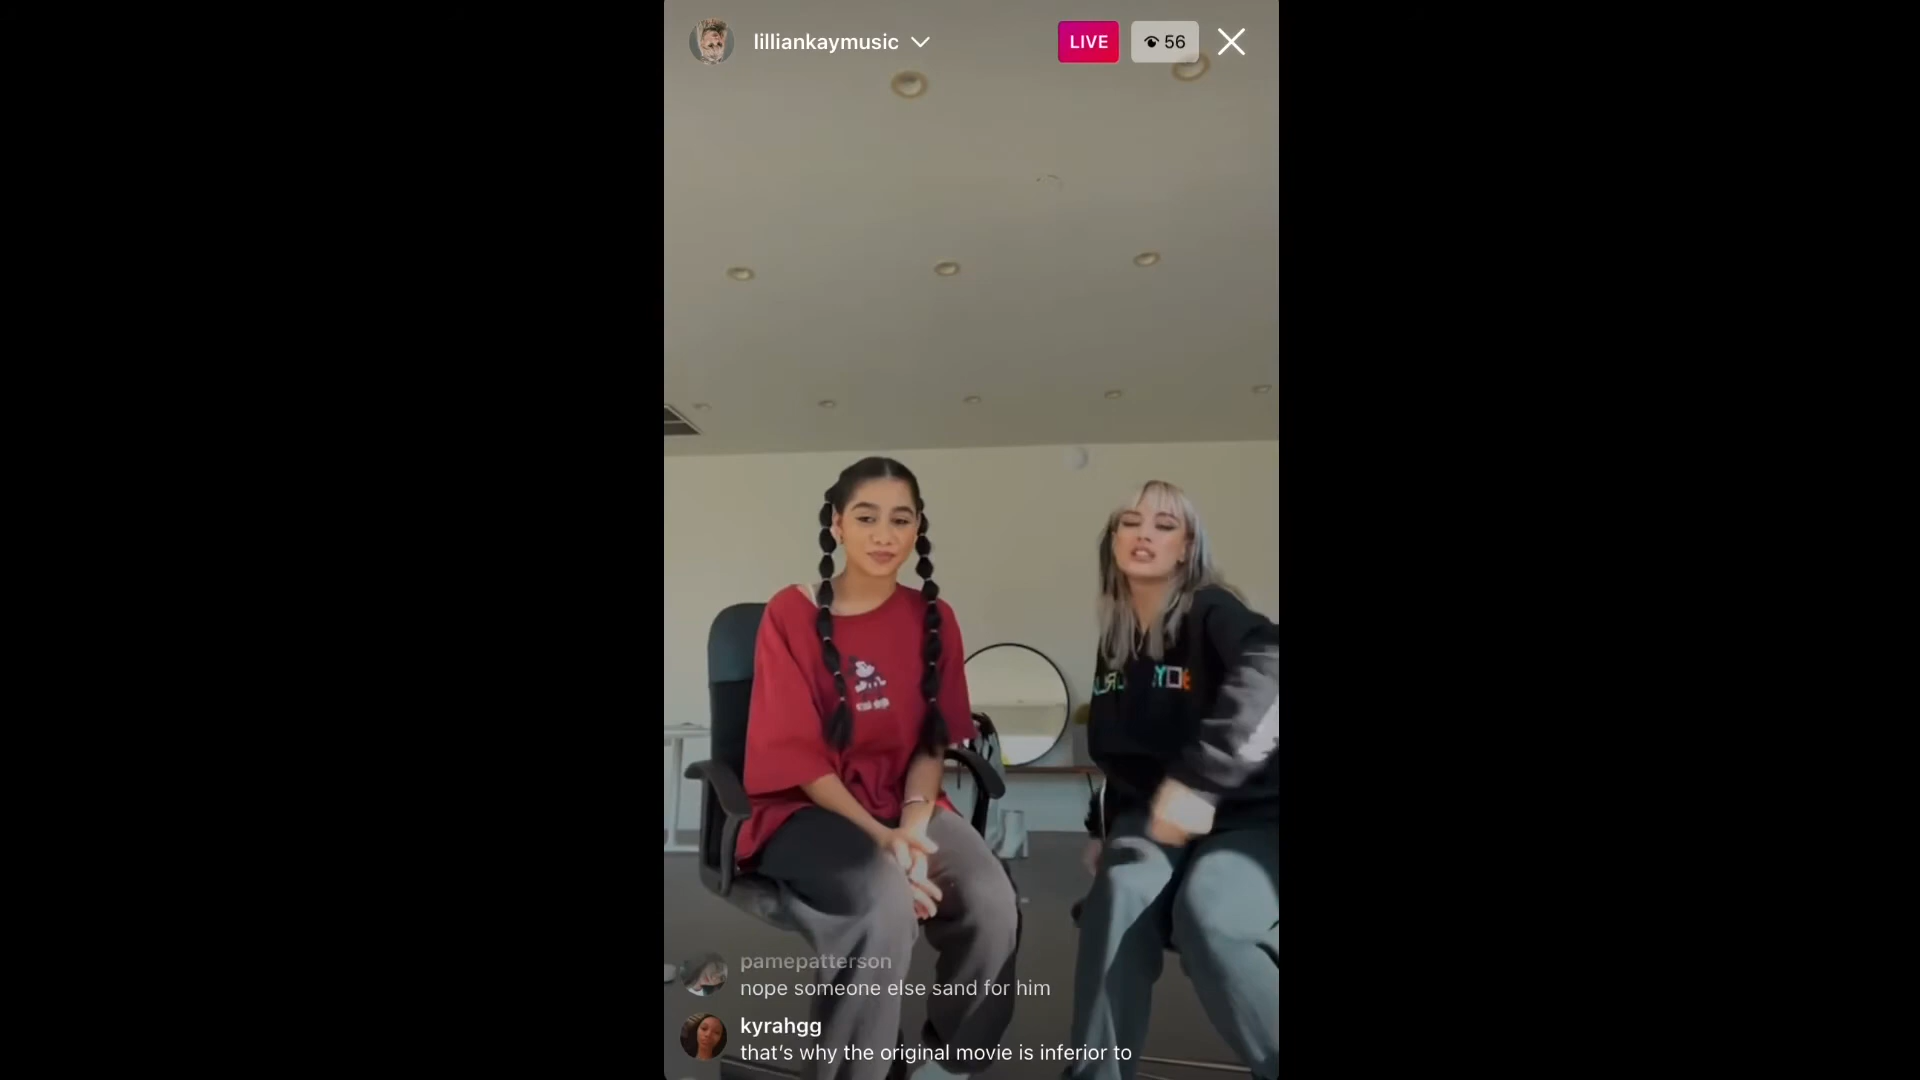 lilliankaymusic
LIVE
56
pamepatterson
nope someone else sand for him
kyrahgg
that's why the original movie is inferior to